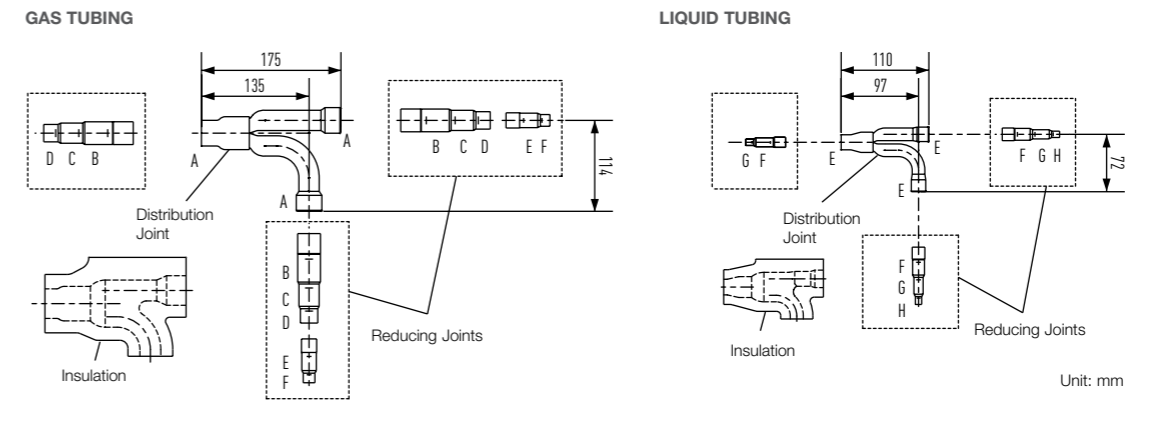 GAS TUBING
175
135
D C B
A
A
B C D
E F
114
A
Distribution
Joint
B
C
D
E
F
Reducing Joints
Insulation
LIQUID TUBING
110
97
G F
E
E
F G H
72
E
Distribution
Joint
F
G
H
Reducing Joints
Insulation
Unit: mm